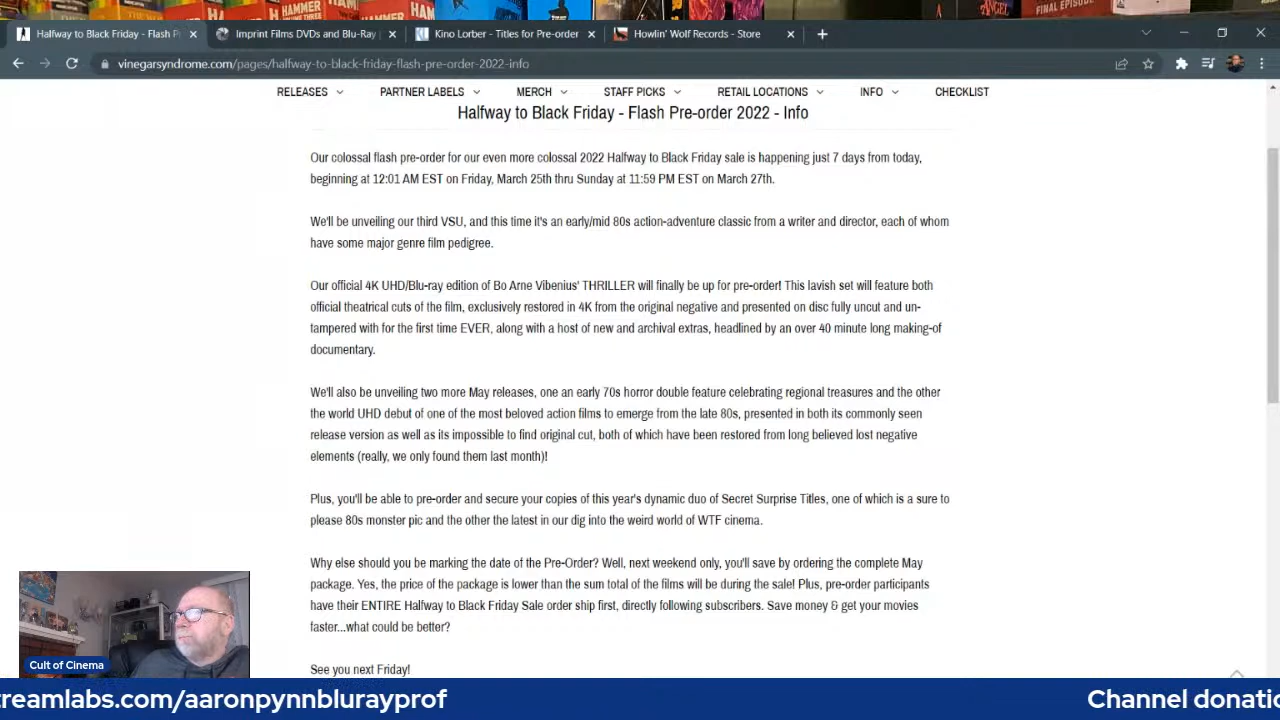 HAMMER
HAMMER
HAMMER
ANGEL
FINAL EPISODE
Halfway to Black Friday - Flash P
Imprint Films DVDs and Blu-Ray
Kino Lorber - Titles for Pre-order
Howlin' Wolf Records - Store
vinegarsyndrome.com/pages/halfway-to-black-friday-flash-pre-order-2022-info
RELEASES PARTNER LABELS MERCH STAFF PICKS RETAIL LOCATIONS INFO CHECKLIST
Halfway to Black Friday - Flash Pre-order 2022 - Info
Our colossal flash pre-order for our even more colossal 2022 Halfway to Black Friday sale is happening just 7 days from today,
beginning at 12:01 AM EST on Friday, March 25th thru Sunday at 11:59 PM EST on March 27th.
We'll be unveiling our third VSU, and this time it's an early/mid 80s action-adventure classic from a writer and director, each of whom
have some major genre film pedigree.
Our official 4K UHD/Blu-ray edition of Bo Arne Vibenius' THRILLER will finally be up for pre-order! This lavish set will feature both
official theatrical cuts of the film, exclusively restored in 4K from the original negative and presented on disc fully uncut and un-
tampered with for the first time EVER, along with a host of new and archival extras, headlined by an over 40 minute long making-of
documentary.
We'll also be unveiling two more May releases, one an early 70s horror double feature celebrating regional treasures and the other
the world UHD debut of one of the most beloved action films to emerge from the late 80s, presented in both its commonly seen
release version as well as its impossible to find original cut, both of which have been restored from long believed lost negative
elements (really, we only found them last month)!
Plus, you'll be able to pre-order and secure your copies of this year's dynamic duo of Secret Surprise Titles, one of which is a sure to
please 80s monster pic and the other the latest in our dig into the weird world of WTF cinema.
Why else should you be marking the date of the Pre-Order? Well, next weekend only, you'll save by ordering the complete May
package. Yes, the price of the package is lower than the sum total of the films will be during the sale! Plus, pre-order participants
have their ENTIRE Halfway to Black Friday Sale order ship first, directly following subscribers. Save money & get your movies
faster...what could be better?
See you next Friday!
Cult of Cinema
treamlabs.com/aaronpynnblurayprof
Channel donatio